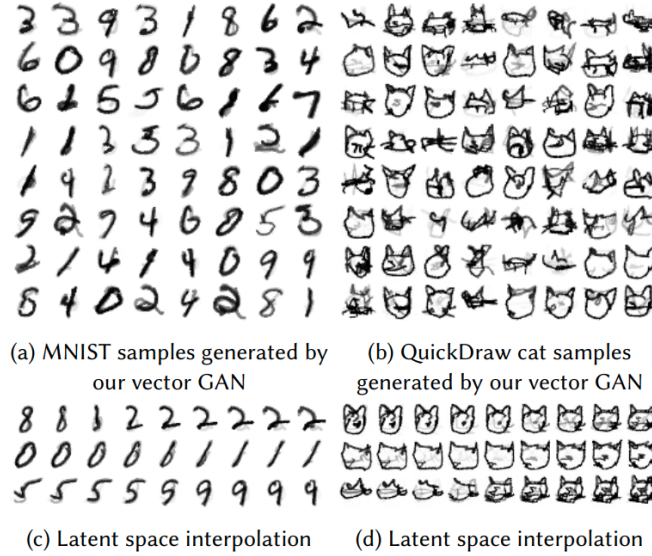 3 3 9 3 1 8 6 2
6 0 9 8 0 8 3 4
6 2 5 5 6 1 6 7
1 1 3 5 3 1 2 1
1 9 2 3 9 8 0 3
9 2 7 4 6 8 5 3
2 1 4 1 4 0 9 9
8 4 0 2 4 2 8 1
(a) MNIST samples generated by
our vector GAN
(b) QuickDraw cat samples
generated by our vector GAN
8 8 1 2 2 2 2 2 2
0 0 0 0 6 1 1 1 1
5 5 5 5 9 9 9 9 9
(c) Latent space interpolation
(d) Latent space interpolation